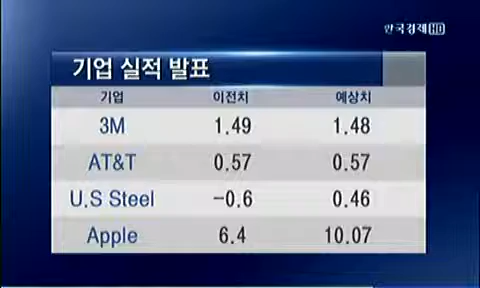 한국경제HD
기업 실적 발표
기업 이전치 예상치
3M 1.49 1.48
AT&T 0.57 0.57
U.S Steel -0.6 0.46
Apple 6.4 10.07